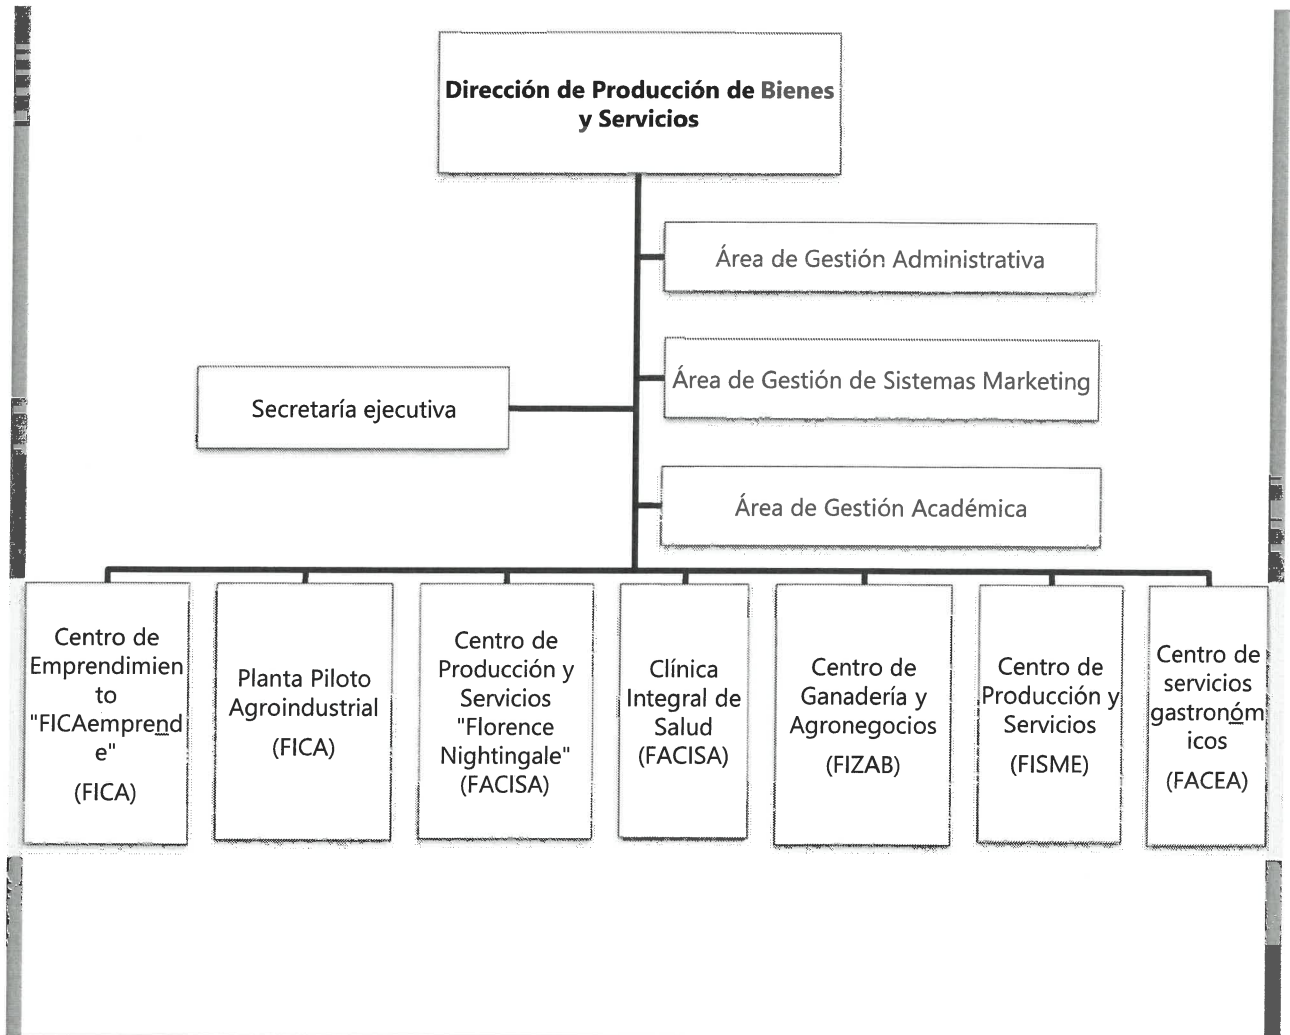 Dirección de Producción de Bienes
y Servicios
Área de Gestión Administrativa
Área de Gestión de Sistemas Marketing
Secretaría ejecutiva
Área de Gestión Académica
Centro de
Emprendimien
to
"FICAemprend
e"
(FICA)
Planta Piloto
Agroindustrial
(FICA)
Centro de
Producción y
Servicios
"Florence
Nightingale"
(FACISA)
Clínica
Integral de
Salud
(FACISA)
Centro de
Ganadería y
Agronegocios
(FIZAB)
Centro de
Producción y
Servicios
(FISME)
Centro de
servicios
gastronóm
icos
(FACEA)